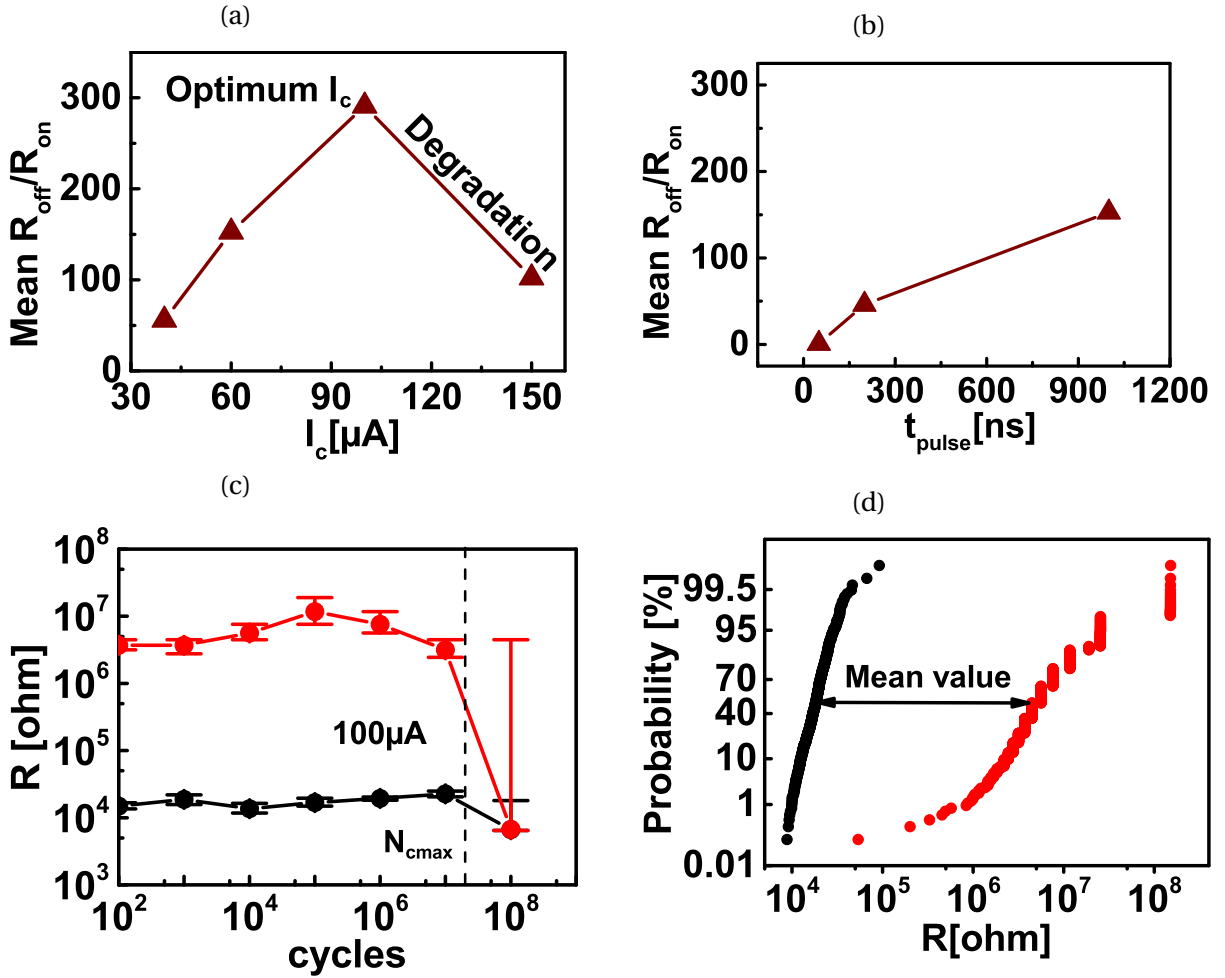 (a)
Mean R_off/R_on
300
200
100
0
30 60 90 120 150
I_c[µA]
Optimum I_c
Degradation
(b)
Mean R_off/R_on
300
150
0
0 300 600 900 1200
t_pulse[ns]
(c)
R [ohm]
10^8
10^7
10^6
10^5
10^4
10^3
100µA
N_cmax
10^2 10^4 10^6 10^8
cycles
(d)
Probability [%]
99.5
95
70
40
10
1
0.01
Mean value
10^4 10^5 10^6 10^7 10^8
R[ohm]